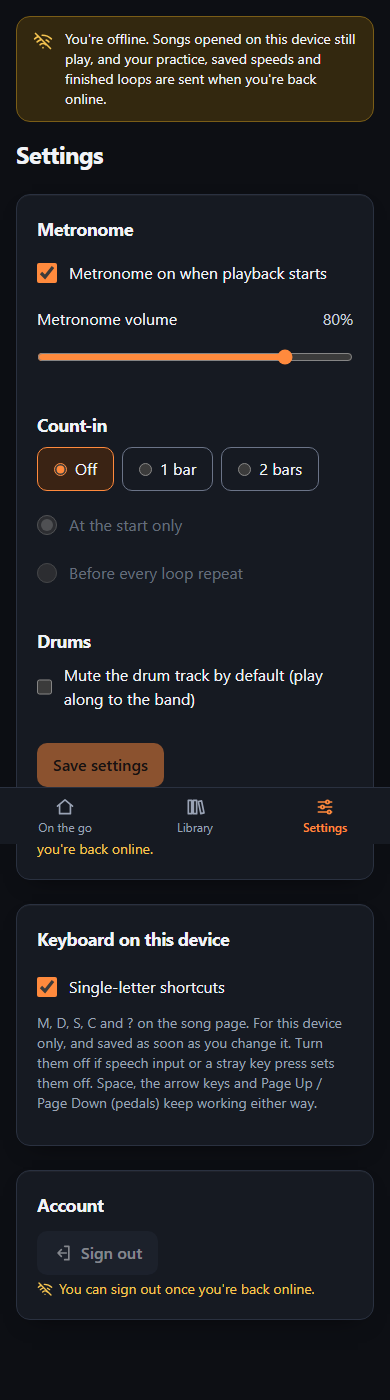 You're offline. Songs opened on this device still
play, and your practice, saved speeds and
finished loops are sent when you're back
online.
Settings
Metronome
Metronome on when playback starts
Metronome volume 80%
Count-in
Off 1 bar 2 bars
At the start only
Before every loop repeat
Drums
Mute the drum track by default (play
along to the band)
Save settings
On the go Library Settings
you're back online.
Keyboard on this device
Single-letter shortcuts
M, D, S, C and ? on the song page. For this device
only, and saved as soon as you change it. Turn
them off if speech input or a stray key press sets
them off. Space, the arrow keys and Page Up /
Page Down (pedals) keep working either way.
Account
Sign out
You can sign out once you're back online.